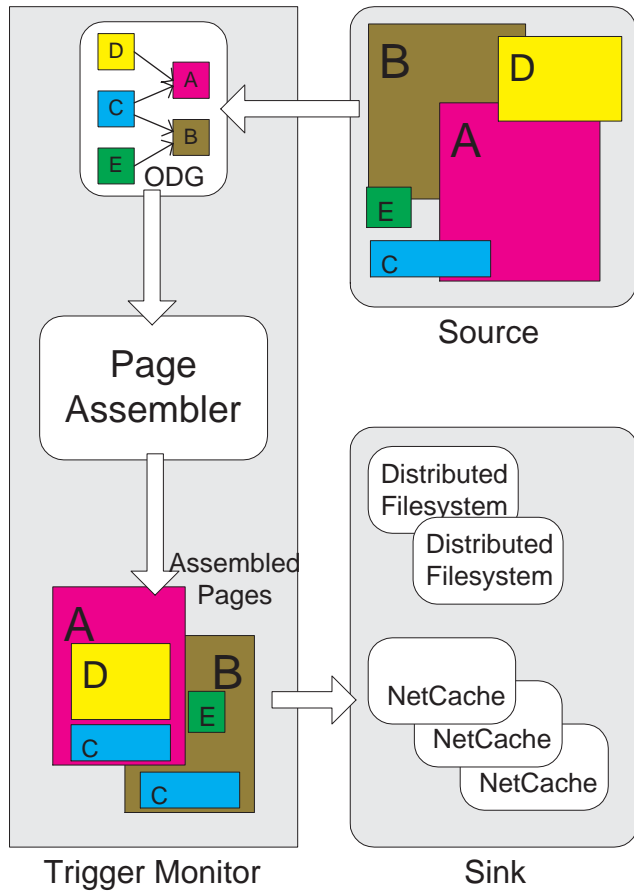 D
A
C
B
E
ODG
Page
Assembler
Assembled
Pages
A
D
C
B
E
C
Trigger Monitor
B
D
A
E
C
Source
Distributed
Filesystem
Distributed
Filesystem
NetCache
NetCache
NetCache
Sink